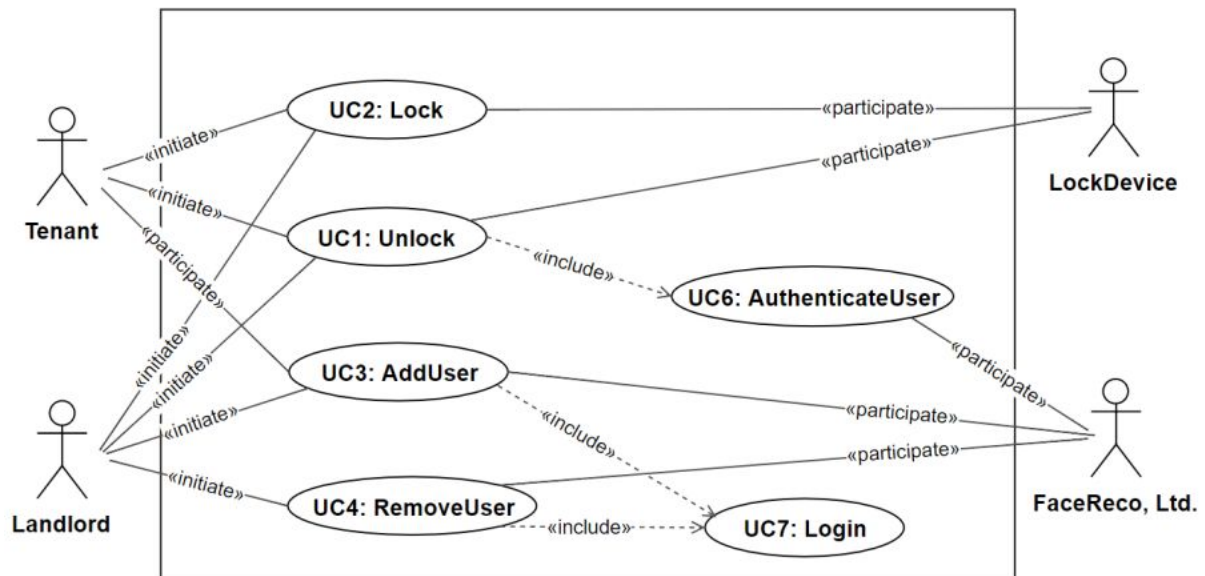 UC2: Lock
«participate»
«initiate»
«participate»
LockDevice
Tenant
«initiate»
UC1: Unlock
«participate»
«include»
UC6: AuthenticateUser
«initiate»
«initiate»
UC3: AddUser
«participate»
«participate»
«initiate»
«include»
«participate»
«initiate»
UC4: RemoveUser
FaceReco, Ltd.
Landlord
«include»
UC7: Login